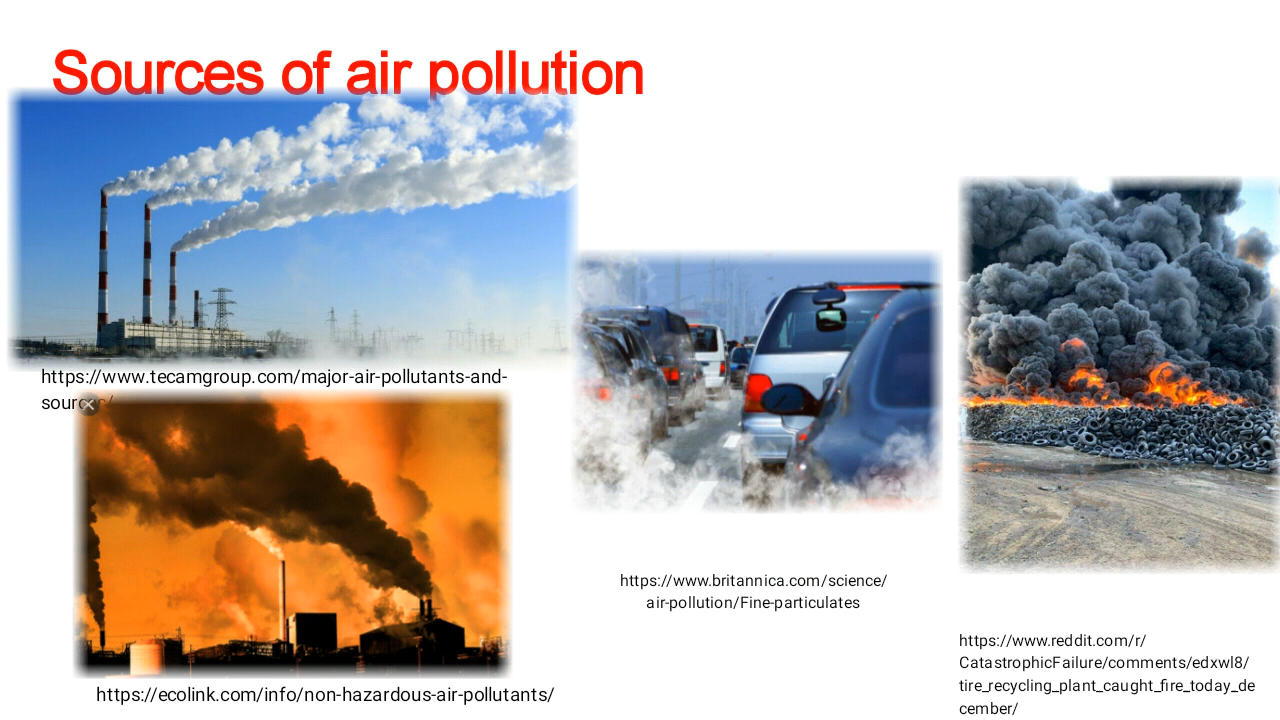 Sources of air pollution
https://www.tecamgroup.com/major-air-pollutants-and-
sources/
https://ecolink.com/info/non-hazardous-air-pollutants/
https://www.britannica.com/science/
air-pollution/Fine-particulates
https://www.reddit.com/r/
CatastrophicFailure/comments/edxwl8/
tire_recycling_plant_caught_fire_today_de
cember/